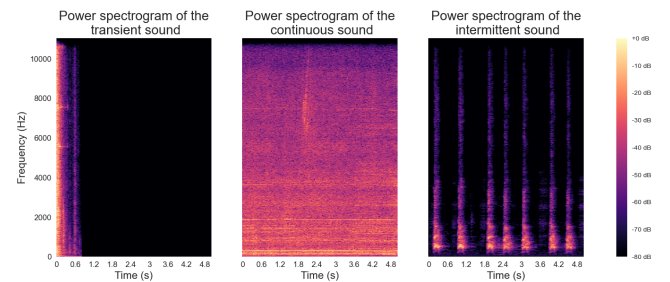 Power spectrogram of the
transient sound
Power spectrogram of the
continuous sound
Power spectrogram of the
intermittent sound
Frequency (Hz)
10000
8000
6000
4000
2000
0
0 0.6 1.2 1.8 2.4 3 3.6 4.2 4.8
Time (s)
0 0.6 1.2 1.8 2.4 3 3.6 4.2 4.8
Time (s)
0 0.6 1.2 1.8 2.4 3 3.6 4.2 4.8
Time (s)
+0 dB
-10 dB
-20 dB
-30 dB
-40 dB
-50 dB
-60 dB
-70 dB
-80 dB